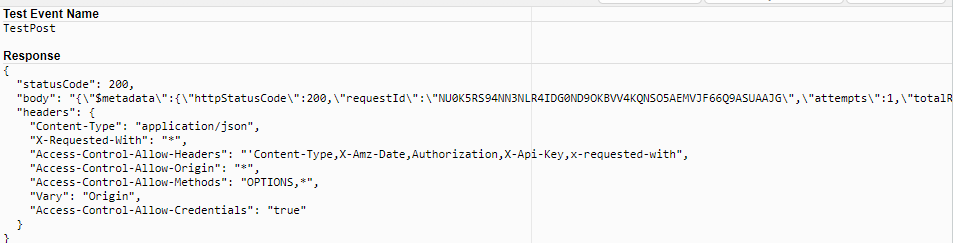 Test Event Name
TestPost
Response
{
"statusCode": 200,
"body": "{\"$metadata\":{\"httpStatusCode\":200,\"requestId\":\"NU0K5RS94NN3NLR4IDG0ND9OKBVV4KQNSO5AEMVJF66Q9ASUAAJG\",\"attempts\":1,\"totalR
"headers": {
"Content-Type": "application/json",
"X-Requested-With": "*",
"Access-Control-Allow-Headers": "'Content-Type,X-Amz-Date,Authorization,X-Api-Key,x-requested-with",
"Access-Control-Allow-Origin": "*",
"Access-Control-Allow-Methods": "OPTIONS,*",
"Vary": "Origin",
"Access-Control-Allow-Credentials": "true"
}
}